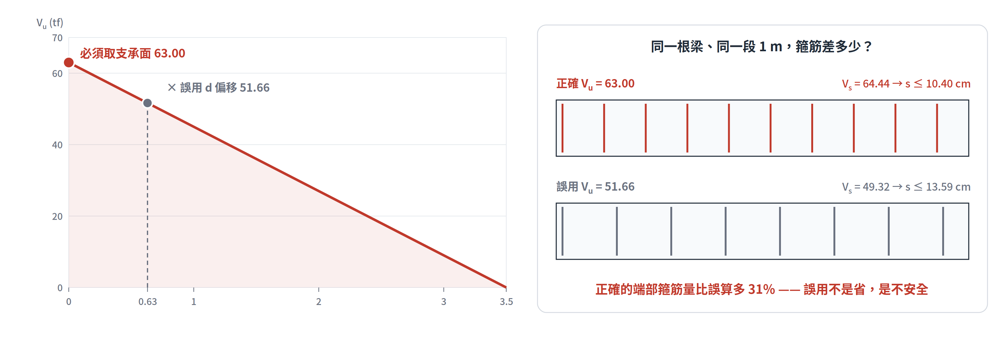 Vu (tf)
70
60
40
20
0
必須取支承面 63.00
× 誤用 d 偏移 51.66
0
0.63
1
2
3
3.5
同一根梁、同一段 1 m，箍筋差多少？
正確 Vu = 63.00
Vs = 64.44 → s ≤ 10.40 cm
誤用 Vu = 51.66
Vs = 49.32 → s ≤ 13.59 cm
正確的端部箍筋量比誤算多 31% —— 誤用不是省，是不安全